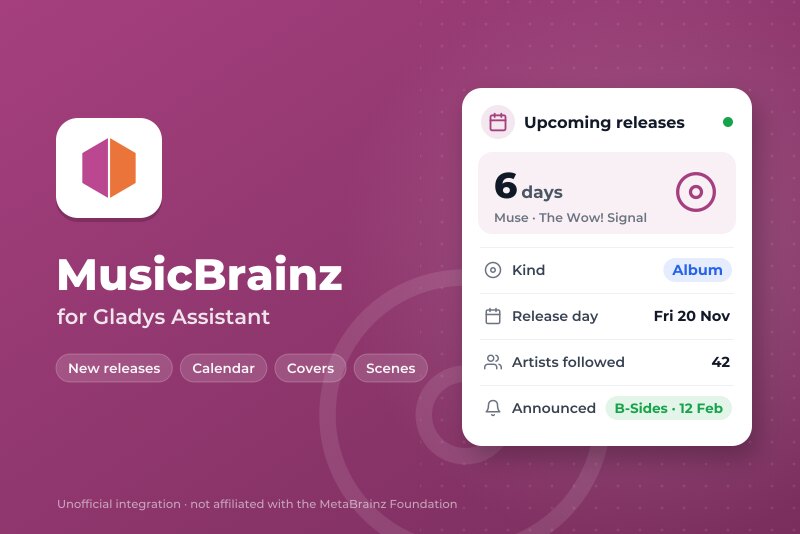 MusicBrainz
for Gladys Assistant
New releases
Calendar
Covers
Scenes
Unofficial integration · not affiliated with the MetaBrainz Foundation
Upcoming releases
6 days
Muse · The Wow! Signal
Kind
Album
Release day
Fri 20 Nov
Artists followed
42
Announced
B-Sides · 12 Feb